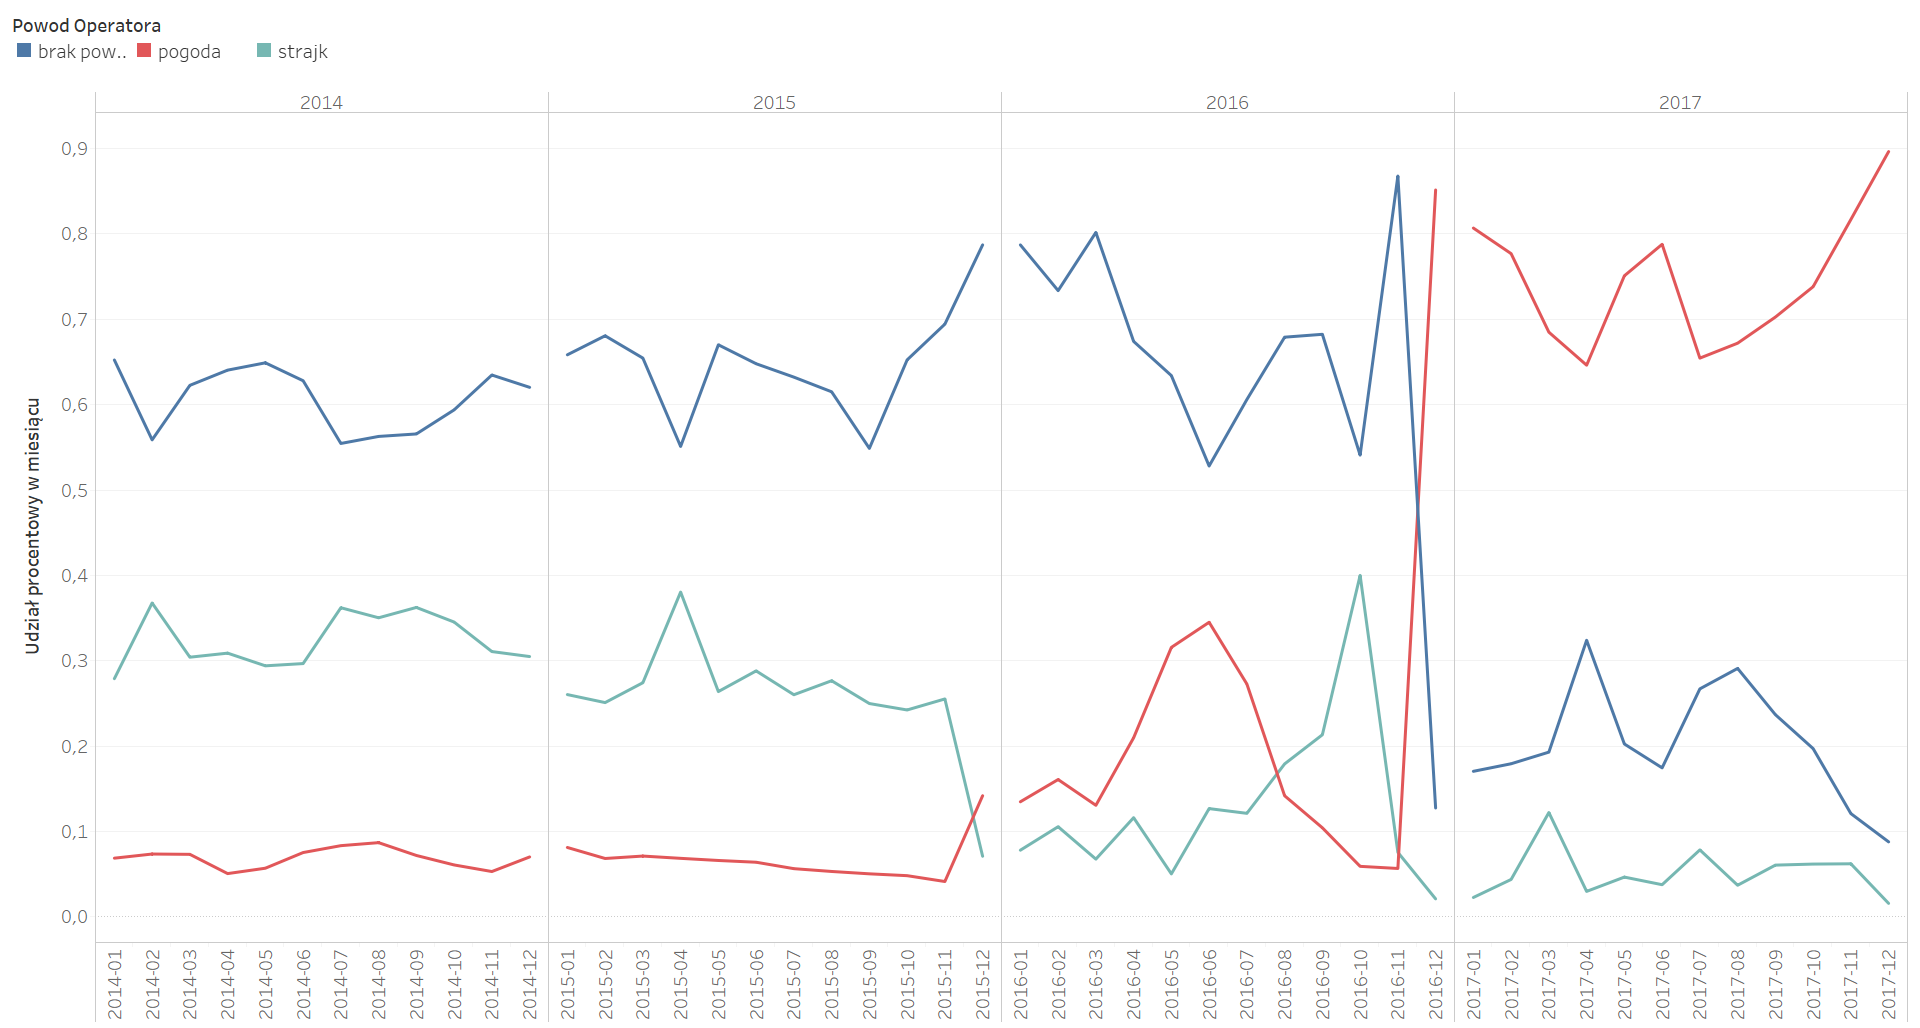 Powod Operatora
brak pow.. pogoda strajk
2014 2015 2016 2017
Udział procentowy w miesiącu
0,9
0,8
0,7
0,6
0,5
0,4
0,3
0,2
0,1
0,0
2014-01 2014-02 2014-03 2014-04 2014-05 2014-06 2014-07 2014-08 2014-09 2014-10 2014-11 2014-12 2015-01 2015-02 2015-03 2015-04 2015-05 2015-06 2015-07 2015-08 2015-09 2015-10 2015-11 2015-12 2016-01 2016-02 2016-03 2016-04 2016-05 2016-06 2016-07 2016-08 2016-09 2016-10 2016-11 2016-12 2017-01 2017-02 2017-03 2017-04 2017-05 2017-06 2017-07 2017-08 2017-09 2017-10 2017-11 2017-12